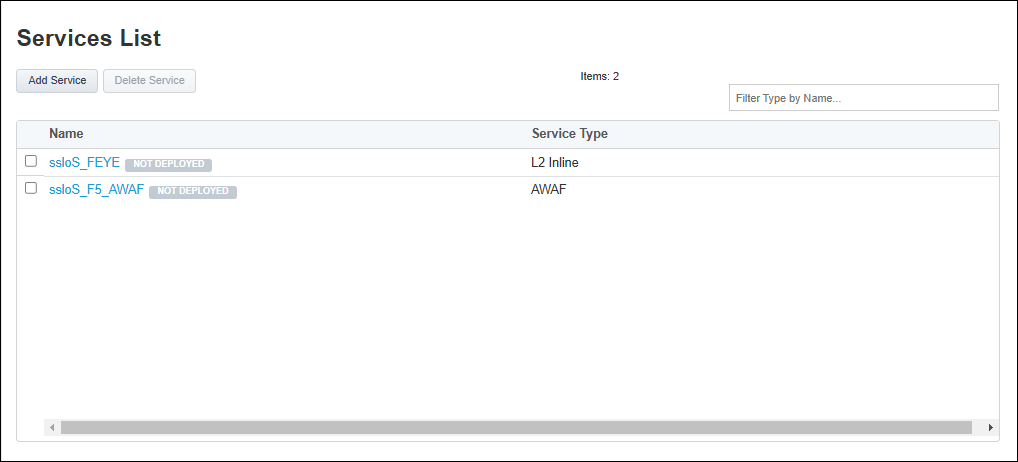 Services List
Add Service Delete Service Items: 2
Filter Type by Name...
Name Service Type
ssloS_FEYE NOT DEPLOYED L2 Inline
ssloS_F5_AWAF NOT DEPLOYED AWAF